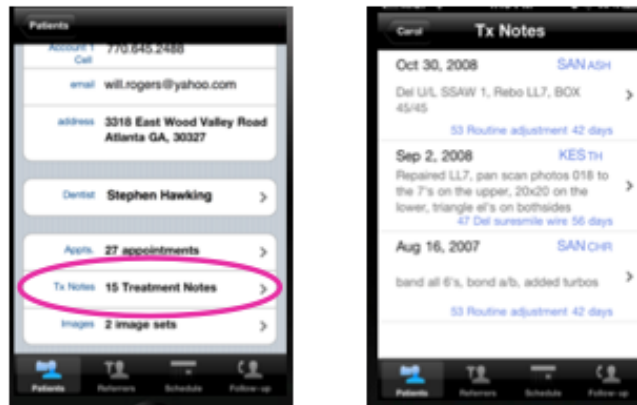 Patients
Account 1 770.645.2488
Cell
email will.rogers@yahoo.com
address 3318 East Wood Valley Road
Atlanta GA, 30327
Dentist Stephen Hawking
Appts. 27 appointments
Tx Notes 15 Treatment Notes
Images 2 image sets
Patients Referrers Schedule Follow-up
Carol Tx Notes
Oct 30, 2008 SAN ASH
Del U/L SSAW 1, Rebo LL7, BOX
45/45
53 Routine adjustment 42 days
Sep 2, 2008 KES TH
Repaired LL7, pan scan photos 018 to
the 7's on the upper, 20x20 on the
lower, triangle el's on bothsides
47 Del suresmile wire 56 days
Aug 16, 2007 SAN CHR
band all 6's, bond a/b, added turbos
53 Routine adjustment 42 days
Patients Referrers Schedule Follow-up